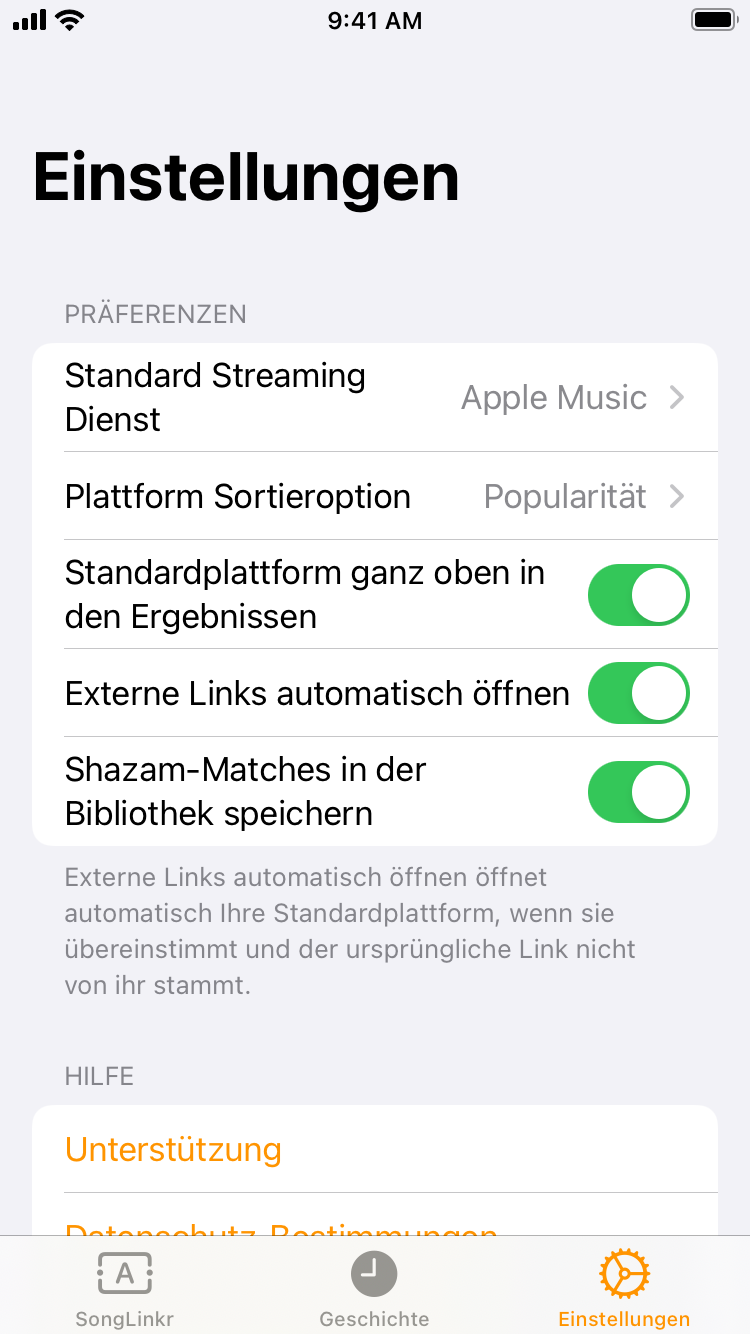 9:41 AM
Einstellungen
PRÄFERENZEN
Standard Streaming
Dienst
Apple Music
Plattform Sortieroption
Popularität
Standardplattform ganz oben in
den Ergebnissen
Externe Links automatisch öffnen
Shazam-Matches in der
Bibliothek speichern
Externe Links automatisch öffnen öffnet
automatisch Ihre Standardplattform, wenn sie
übereinstimmt und der ursprüngliche Link nicht
von ihr stammt.
HILFE
Unterstützung
Datenschutz-Bestimmungen
A
SongLinkr
Geschichte
Einstellungen